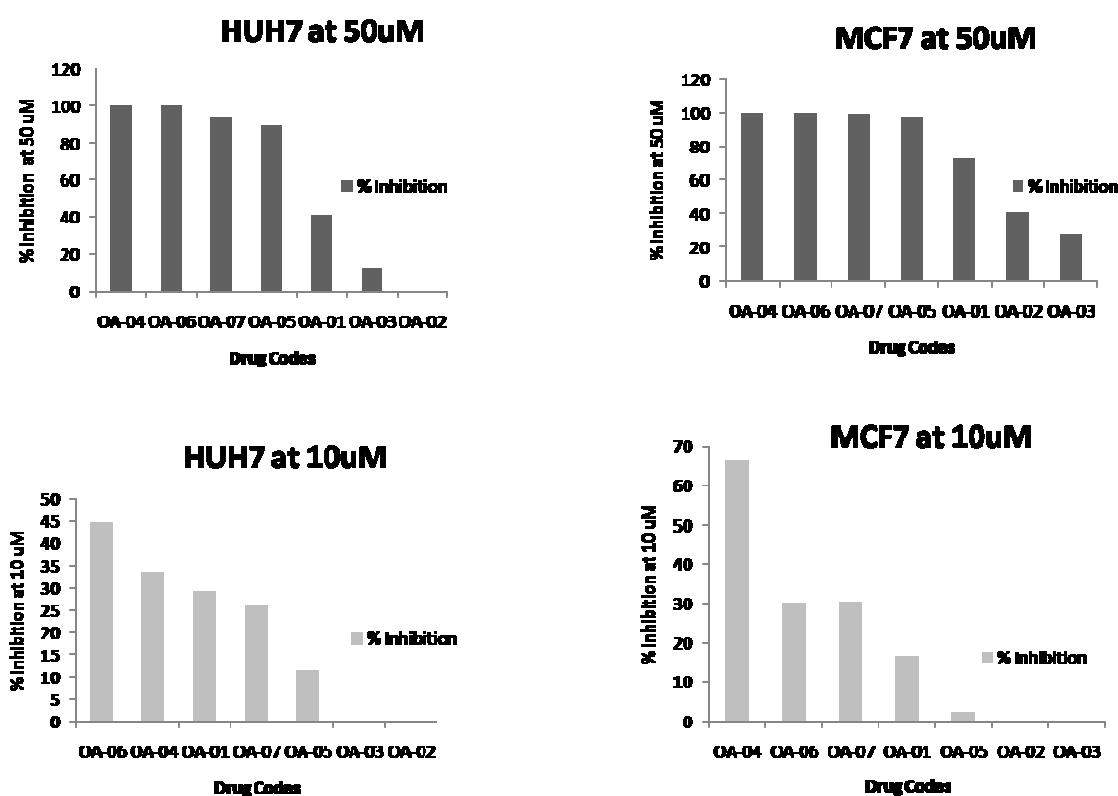 HUH7 at 50uM
120
100
80
60
40
20
0
% Inhibition at 50 uM
% Inhibition
OA-04 OA-06 OA-07 OA-05 OA-01 OA-03 OA-02
Drug Codes
MCF7 at 50uM
120
100
80
60
40
20
0
% Inhibition at 50 uM
% Inhibition
OA-04 OA-06 OA-07 OA-05 OA-01 OA-02 OA-03
Drug Codes
HUH7 at 10uM
50
45
40
35
30
25
20
15
10
5
0
% Inhibition at 10 uM
% Inhibition
OA-06 OA-04 OA-01 OA-07 OA-05 OA-03 OA-02
Drug Codes
MCF7 at 10uM
70
60
50
40
30
20
10
0
% Inhibition at 10 uM
% Inhibition
OA-04 OA-06 OA-07 OA-01 OA-05 OA-02 OA-03
Drug Codes